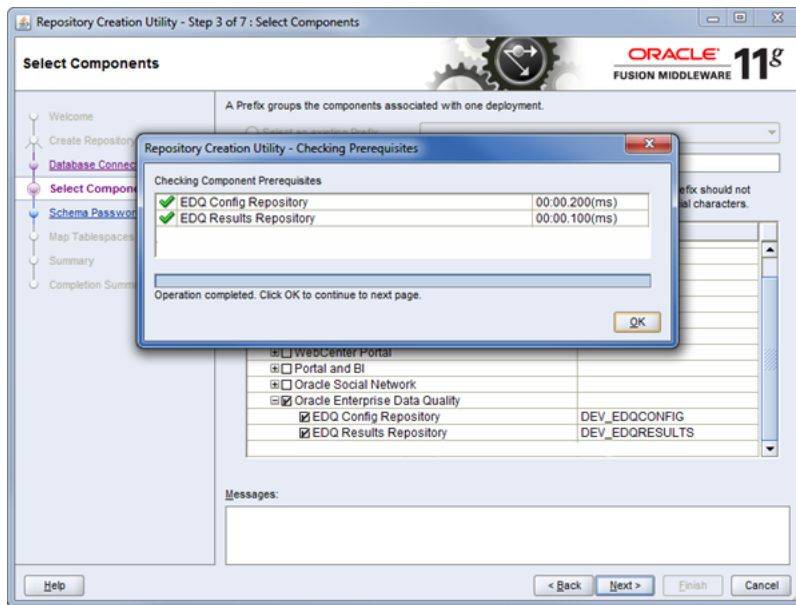 Repository Creation Utility - Step 3 of 7 : Select Components
Select Components
ORACLE
FUSION MIDDLEWARE
11g
Welcome
Create Repository
Database Connec
Select Compone
Schema Passwor
Map Tablespaces
Summary
Completion Summ
A Prefix groups the components associated with one deployment.
Select an existing Prefix
efix should not
ial characters.
Repository Creation Utility - Checking Prerequisites
Checking Component Prerequisites
EDQ Config Repository 00:00.200(ms)
EDQ Results Repository 00:00.100(ms)
Operation completed. Click OK to continue to next page.
OK
WebCenter Portal
Portal and BI
Oracle Social Network
Oracle Enterprise Data Quality
EDQ Config Repository DEV_EDQCONFIG
EDQ Results Repository DEV_EDQRESULTS
Messages:
Help
< Back
Next >
Finish
Cancel